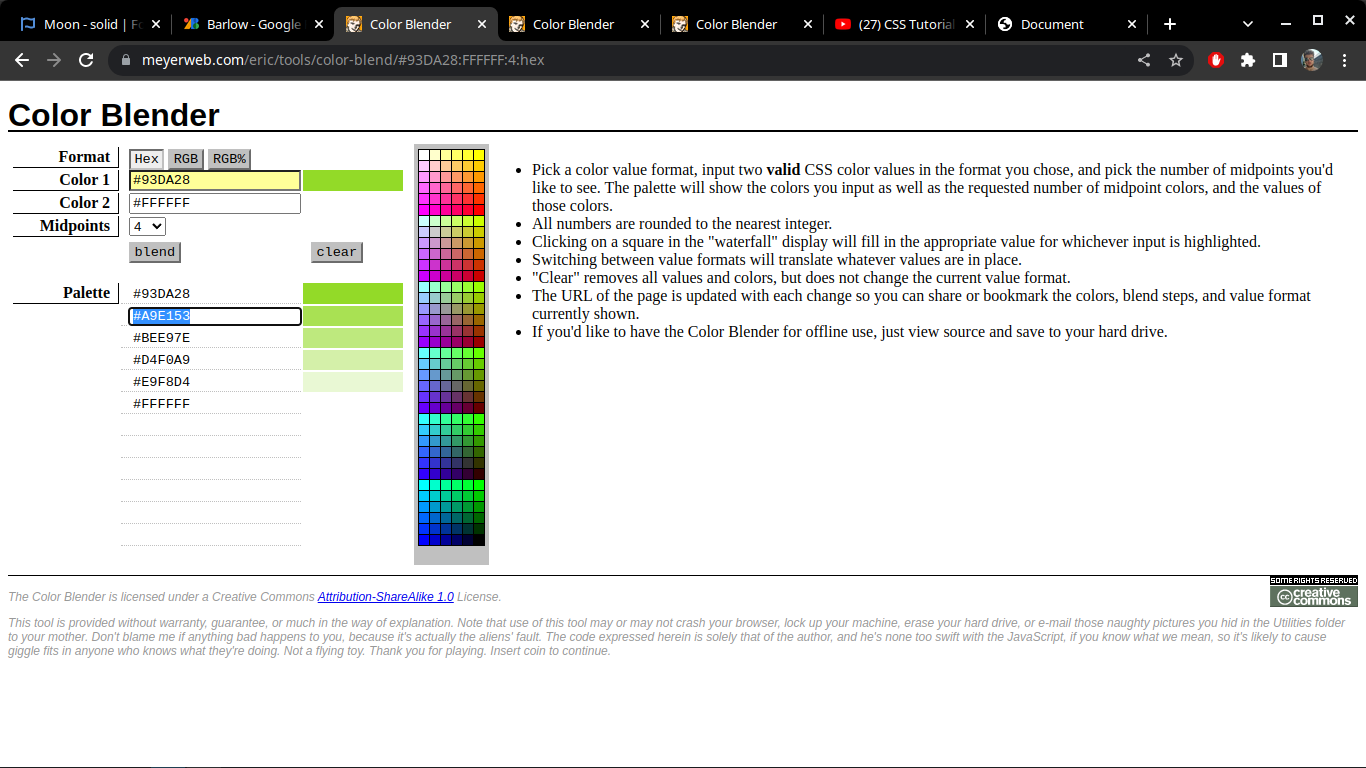 Moon - solid | Fo
Barlow - Google
Color Blender
Color Blender
Color Blender
(27) CSS Tutorial
Document
meyerweb.com/eric/tools/color-blend/#93DA28:FFFFFF:4:hex
Color Blender
Format
Hex RGB RGB%
Color 1 #93DA28
Color 2 #FFFFFF
Midpoints 4
blend clear
Palette #93DA28
#A9E153
#BEE97E
#D4F0A9
#E9F8D4
#FFFFFF
• Pick a color value format, input two valid CSS color values in the format you chose, and pick the number of midpoints you'd
like to see. The palette will show the colors you input as well as the requested number of midpoint colors, and the values of
those colors.
• All numbers are rounded to the nearest integer.
• Clicking on a square in the "waterfall" display will fill in the appropriate value for whichever input is highlighted.
• Switching between value formats will translate whatever values are in place.
• "Clear" removes all values and colors, but does not change the current value format.
• The URL of the page is updated with each change so you can share or bookmark the colors, blend steps, and value format
currently shown.
• If you'd like to have the Color Blender for offline use, just view source and save to your hard drive.
SOME RIGHTS RESERVED
cc creative
commons
The Color Blender is licensed under a Creative Commons Attribution-ShareAlike 1.0 License.
This tool is provided without warranty, guarantee, or much in the way of explanation. Note that use of this tool may or may not crash your browser, lock up your machine, erase your hard drive, or e-mail those naughty pictures you hid in the Utilities folder
to your mother. Don't blame me if anything bad happens to you, because it's actually the aliens' fault. The code expressed herein is solely that of the author, and he's none too swift with the JavaScript, if you know what we mean, so it's likely to cause
giggle fits in anyone who knows what they're doing. Not a flying toy. Thank you for playing. Insert coin to continue.